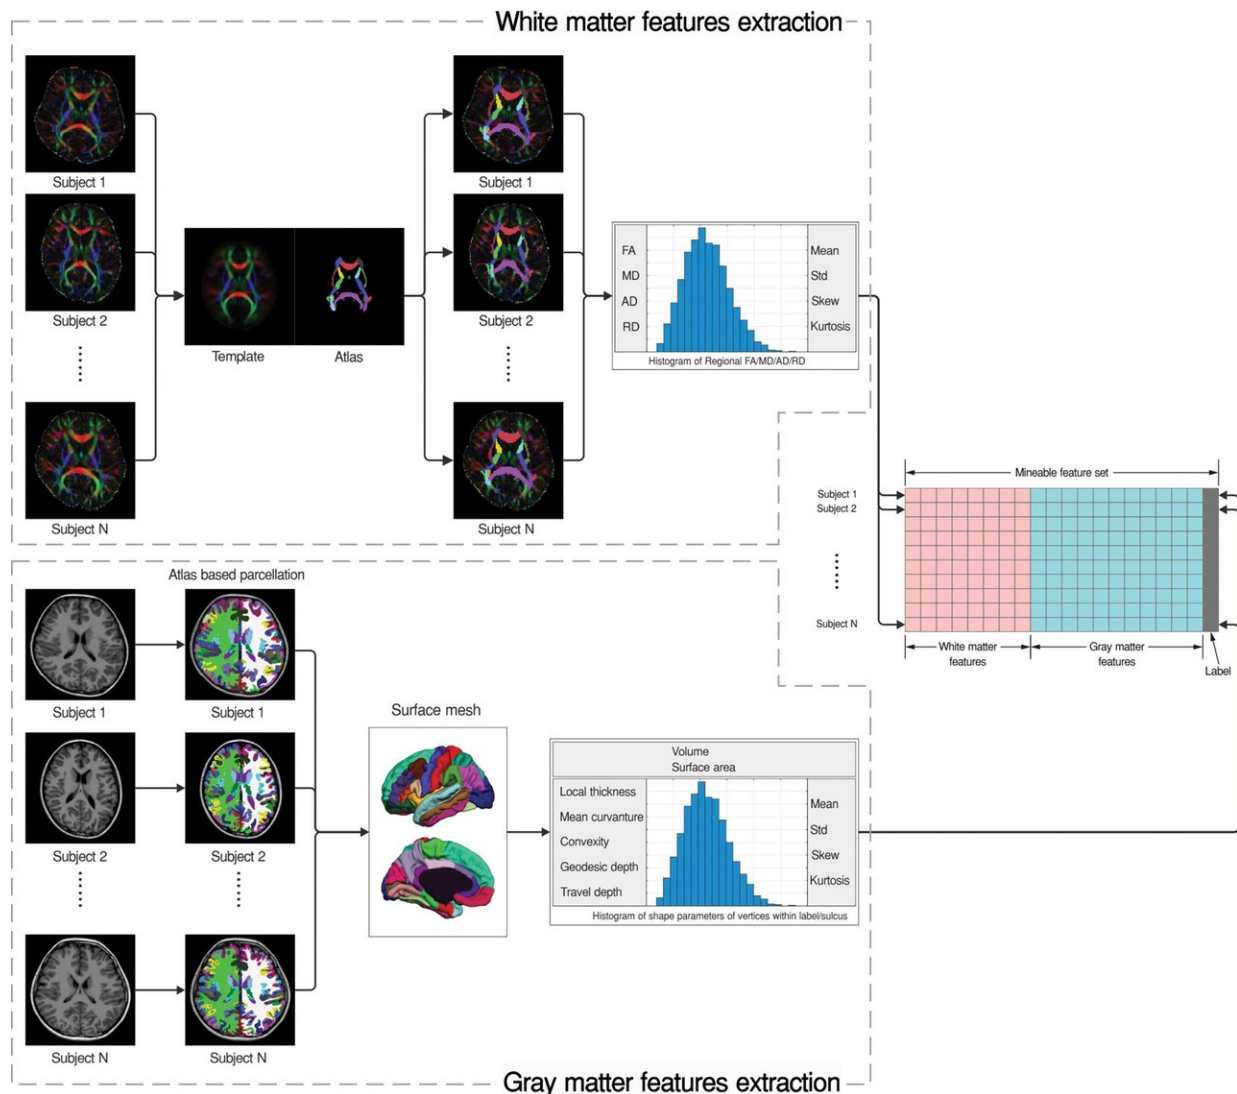 White matter features extraction
Subject 1
Subject 2
Subject N
Template
Atlas
Subject 1
Subject 2
Subject N
FA
MD
AD
RD
Mean
Std
Skew
Kurtosis
Histogram of Regional FA/MD/AD/RD
Mineable feature set
Subject 1
Subject 2
Subject N
White matter
features
Gray matter
features
Label
Atlas based parcellation
Subject 1
Subject 1
Subject 2
Subject 2
Subject N
Subject N
Surface mesh
Volume
Surface area
Local thickness
Mean curvanture
Convexity
Geodesic depth
Travel depth
Mean
Std
Skew
Kurtosis
Histogram of shape parameters of vertices within label/sulcus
Gray matter features extraction